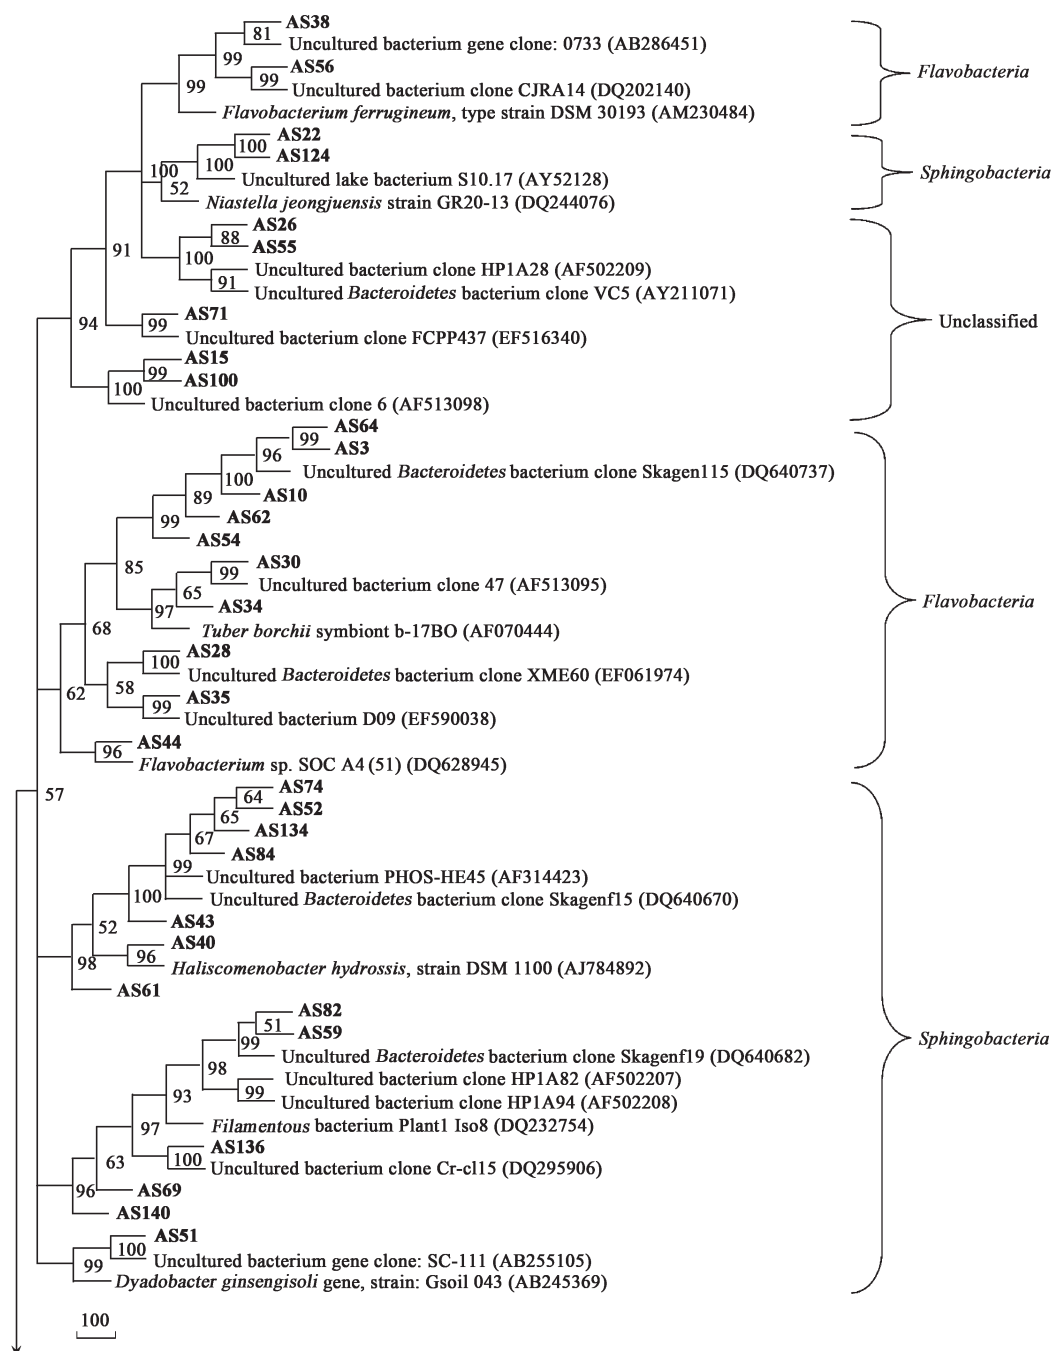 AS38
81
Uncultured bacterium gene clone: 0733 (AB286451)
99
AS56
99
Uncultured bacterium clone CJRA14 (DQ202140)
99
Flavobacterium ferrugineum, type strain DSM 30193 (AM230484)
Flavobacteria
AS22
100
AS124
100
Uncultured lake bacterium S10.17 (AY52128)
100
52
Niastella jeongjuensis strain GR20-13 (DQ244076)
Sphingobacteria
AS26
88
AS55
100
Uncultured bacterium clone HP1A28 (AF502209)
91
Uncultured Bacteroidetes bacterium clone VC5 (AY211071)
91
AS71
99
Uncultured bacterium clone FCPP437 (EF516340)
94
AS15
99
AS100
100
Uncultured bacterium clone 6 (AF513098)
Unclassified
AS64
99
AS3
96
Uncultured Bacteroidetes bacterium clone Skagen115 (DQ640737)
100
AS10
89
AS62
99
AS54
85
AS30
99
Uncultured bacterium clone 47 (AF513095)
65
AS34
97
Tuber borchii symbiont b-17BO (AF070444)
68
AS28
100
Uncultured Bacteroidetes bacterium clone XME60 (EF061974)
58
AS35
99
Uncultured bacterium D09 (EF590038)
62
AS44
96
Flavobacterium sp. SOC A4 (51) (DQ628945)
Flavobacteria
57
AS74
64
AS52
65
AS134
67
AS84
99
Uncultured bacterium PHOS-HE45 (AF314423)
100
Uncultured Bacteroidetes bacterium clone Skagenf15 (DQ640670)
AS43
52
AS40
96
Haliscomenobacter hydrossis, strain DSM 1100 (AJ784892)
98
AS61
AS82
51
AS59
99
Uncultured Bacteroidetes bacterium clone Skagenf19 (DQ640682)
98
Uncultured bacterium clone HP1A82 (AF502207)
99
Uncultured bacterium clone HP1A94 (AF502208)
93
Filamentous bacterium Plant1 Iso8 (DQ232754)
97
AS136
100
Uncultured bacterium clone Cr-cl15 (DQ295906)
63
AS69
96
AS140
AS51
100
Uncultured bacterium gene clone: SC-111 (AB255105)
99
Dyadobacter ginsengisoli gene, strain: Gsoil 043 (AB245369)
Sphingobacteria
100